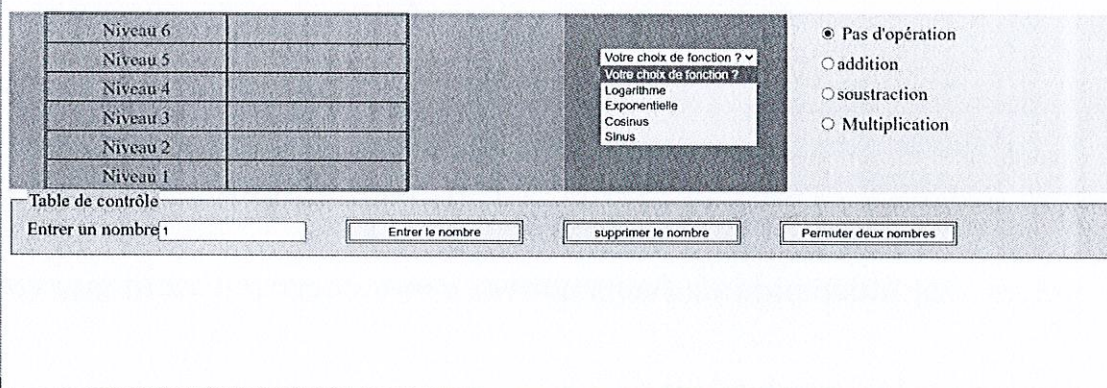 Niveau 6
Niveau 5
Niveau 4
Niveau 3
Niveau 2
Niveau 1
Votre choix de fonction ?
Votre choix de fonction ?
Logarithme
Exponentielle
Cosinus
Sinus
Pas d'opération
addition
soustraction
Multiplication
Table de contrôle
Entrer un nombre 1
Entrer le nombre
supprimer le nombre
Permuter deux nombres